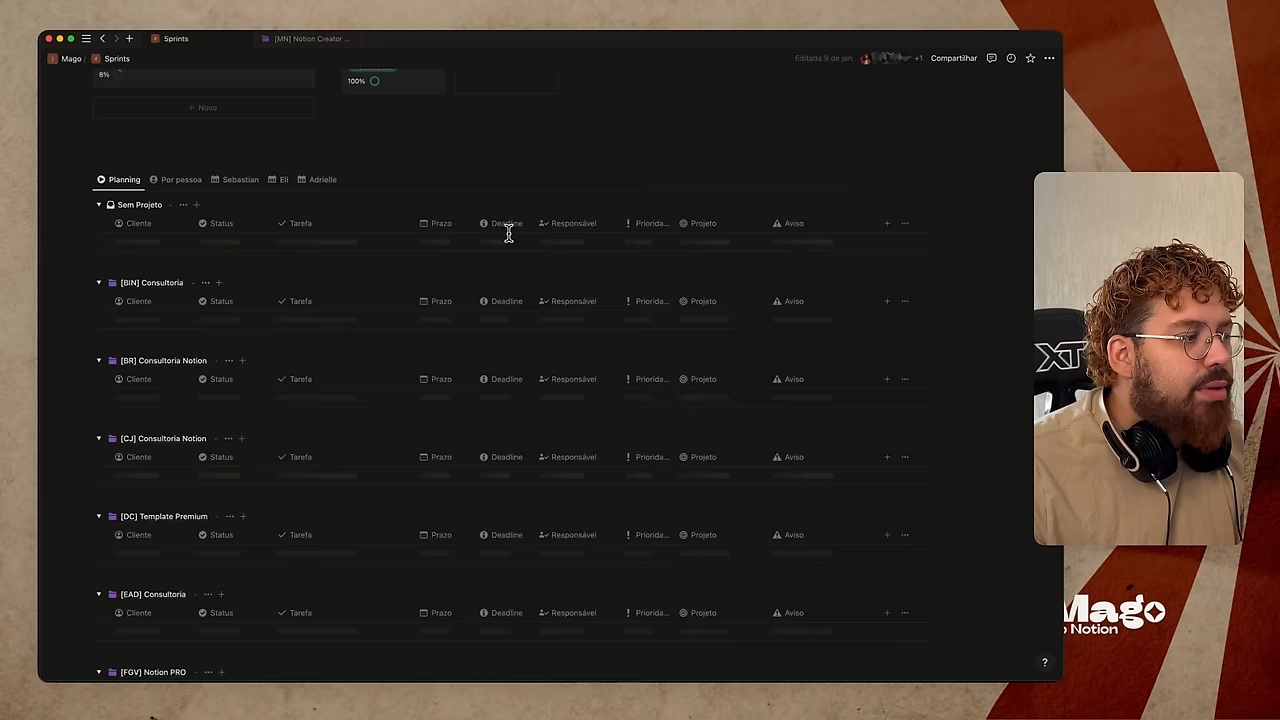 Sprints
[MN] Notion Creator ...
Mago / Sprints
Editada 9 de jan.
+1
Compartilhar
8%
100%
+ Novo
Planning
Por pessoa
Sebastian
Eli
Adrielle
Sem Projeto
Cliente Status Tarefa Prazo Deadline Responsável Priorida... Projeto Aviso
[BIN] Consultoria
Cliente Status Tarefa Prazo Deadline Responsável Priorida... Projeto Aviso
[BR] Consultoria Notion
Cliente Status Tarefa Prazo Deadline Responsável Priorida... Projeto Aviso
[CJ] Consultoria Notion
Cliente Status Tarefa Prazo Deadline Responsável Priorida... Projeto Aviso
[DC] Template Premium
Cliente Status Tarefa Prazo Deadline Responsável Priorida... Projeto Aviso
[EAD] Consultoria
Cliente Status Tarefa Prazo Deadline Responsável Priorida... Projeto Aviso
[FGV] Notion PRO
?
XT
Mago
Notion